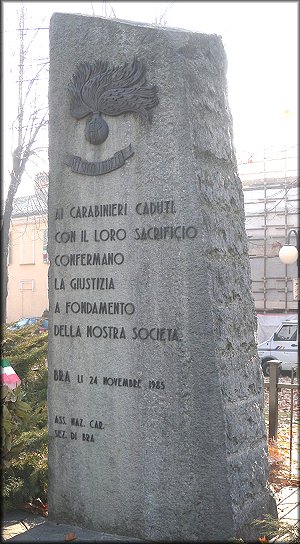 AI CARABINIERI CADUTI.
CON IL LORO SACRIFICIO
CONFERMANO
LA GIUSTIZIA
A FONDAMENTO
DELLA NOSTRA SOCIETÀ.
BRA LI 24 NOVEMBRE 1985
ASS. NAZ. CAR.
SEZ. DI BRA